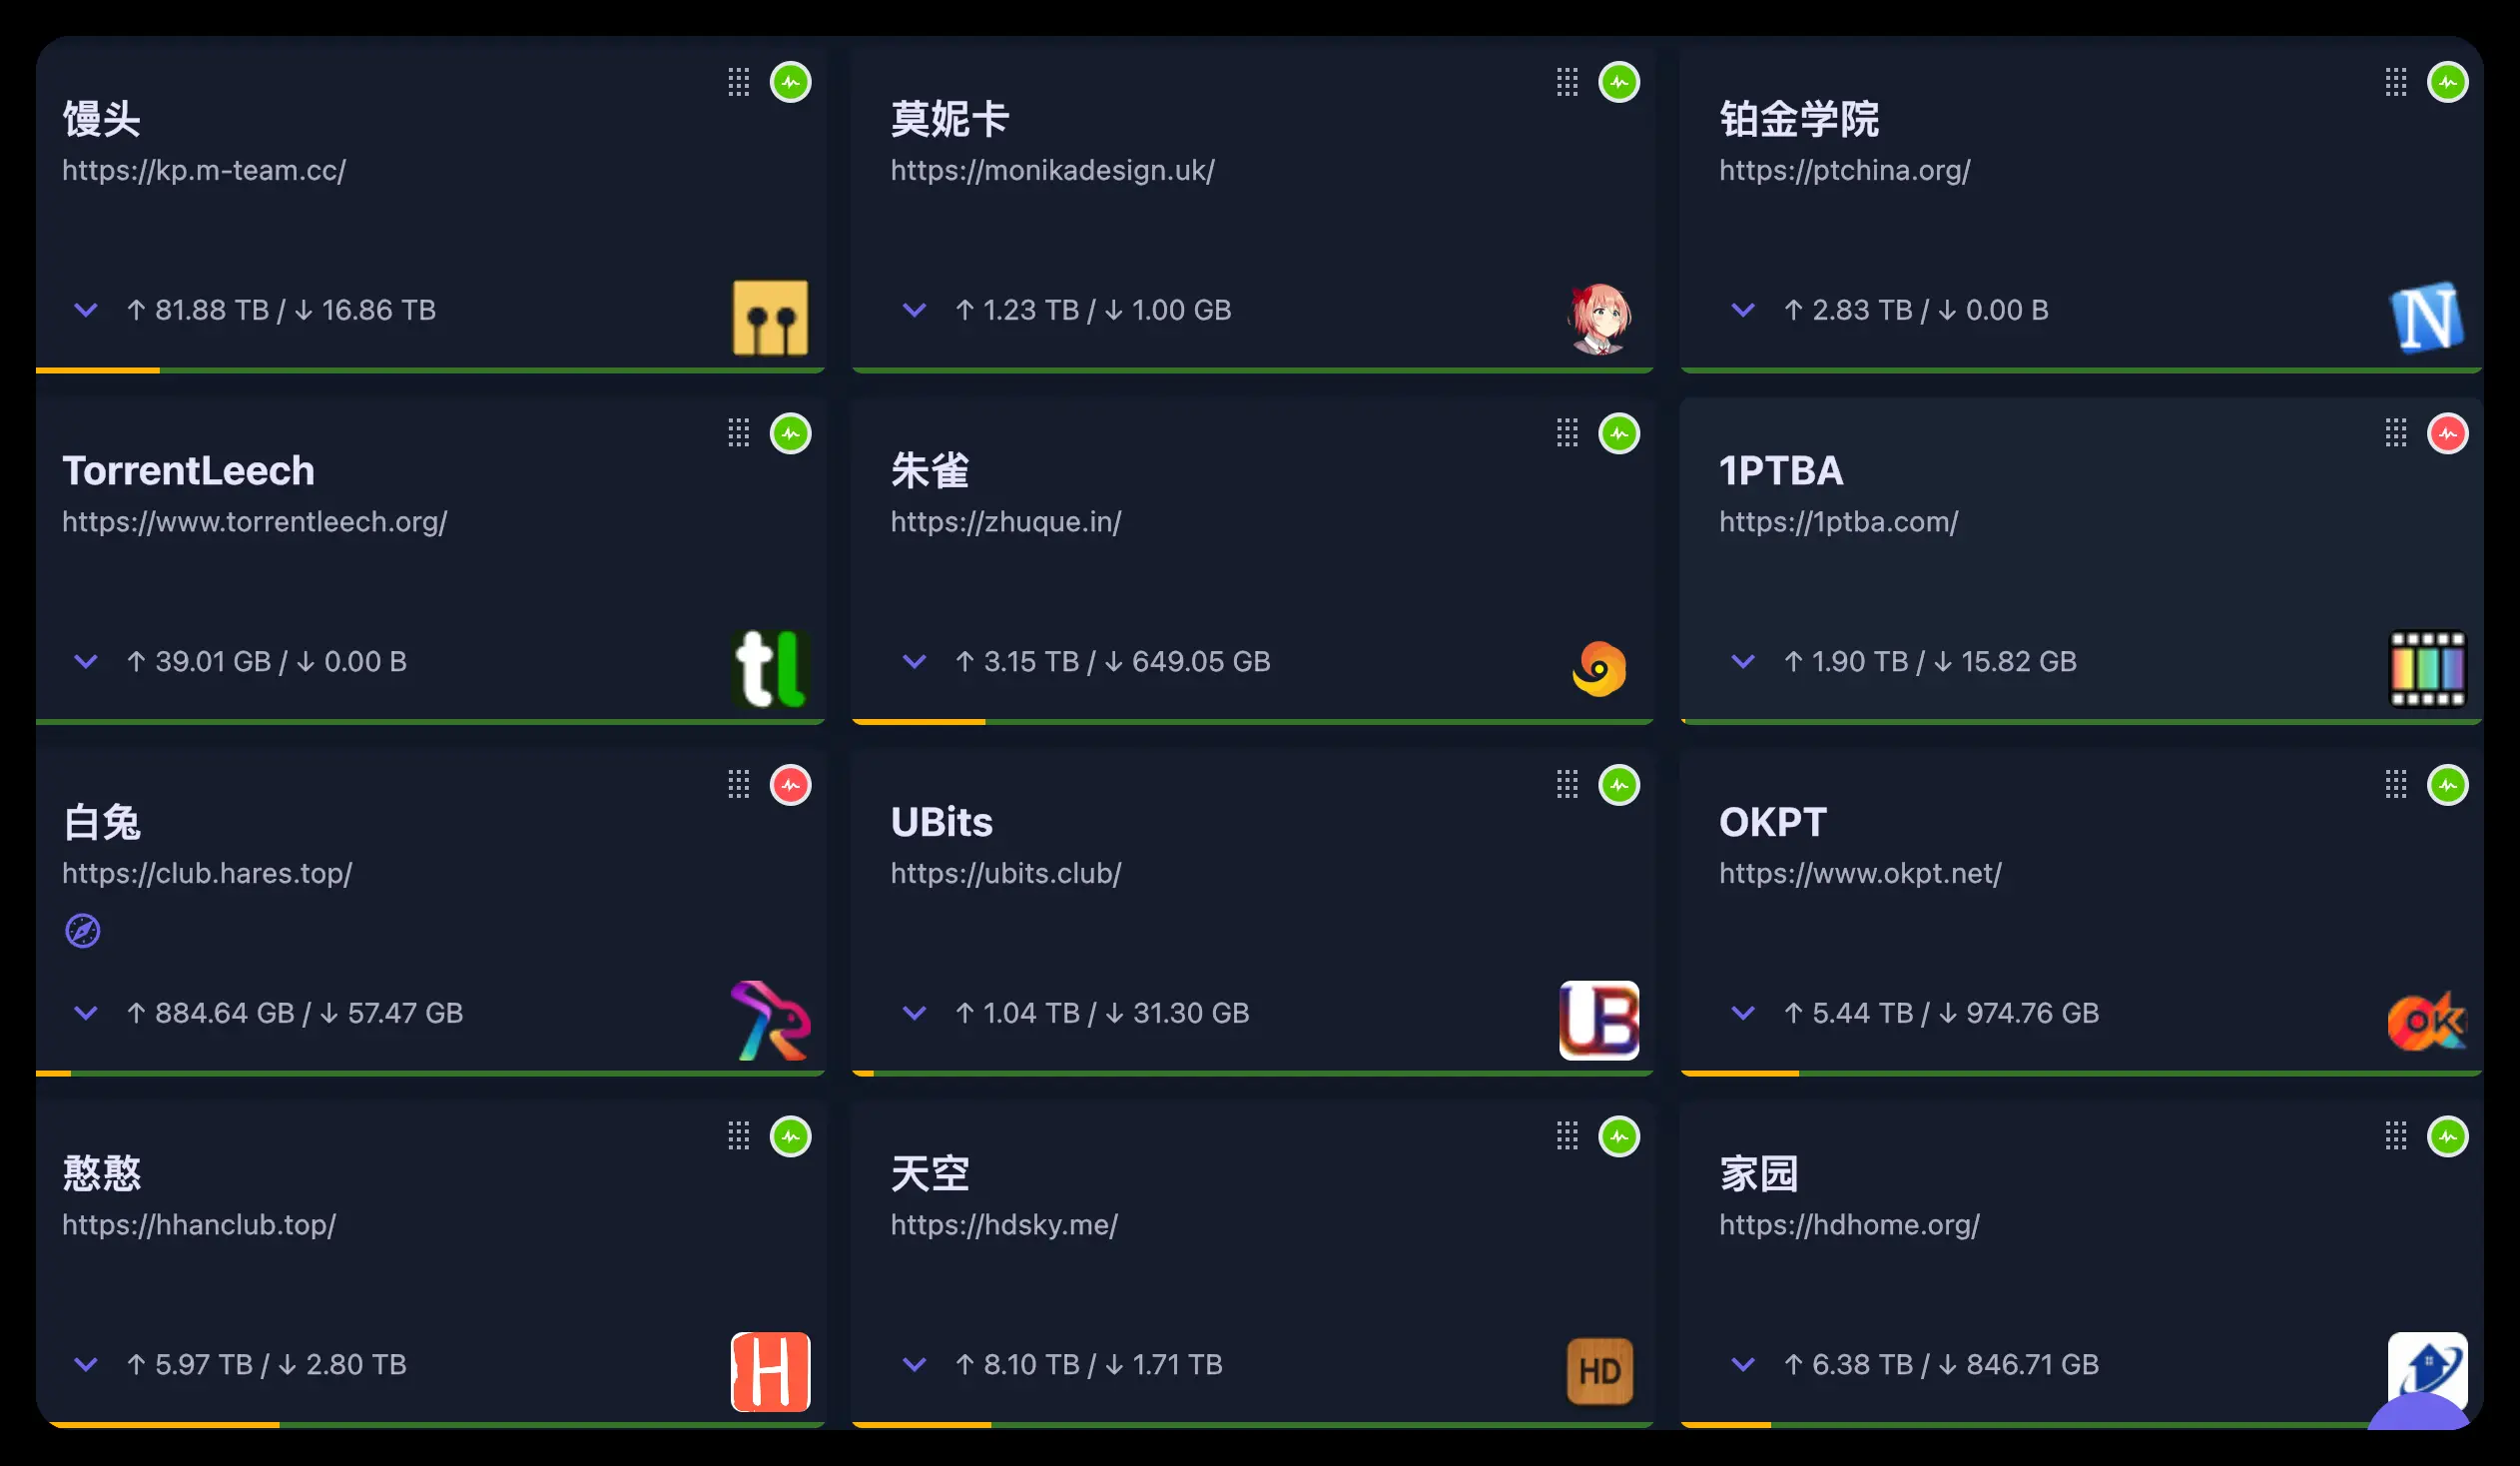 馒头
https://kp.m-team.cc/
↑ 81.88 TB / ↓ 16.86 TB
莫妮卡
https://monikadesign.uk/
↑ 1.23 TB / ↓ 1.00 GB
铂金学院
https://ptchina.org/
↑ 2.83 TB / ↓ 0.00 B
N
TorrentLeech
https://www.torrentleech.org/
↑ 39.01 GB / ↓ 0.00 B
tl
朱雀
https://zhuque.in/
↑ 3.15 TB / ↓ 649.05 GB
1PTBA
https://1ptba.com/
↑ 1.90 TB / ↓ 15.82 GB
白兔
https://club.hares.top/
↑ 884.64 GB / ↓ 57.47 GB
UBits
https://ubits.club/
↑ 1.04 TB / ↓ 31.30 GB
UB
OKPT
https://www.okpt.net/
↑ 5.44 TB / ↓ 974.76 GB
OK
憨憨
https://hhanclub.top/
↑ 5.97 TB / ↓ 2.80 TB
H
天空
https://hdsky.me/
↑ 8.10 TB / ↓ 1.71 TB
HD
家园
https://hdhome.org/
↑ 6.38 TB / ↓ 846.71 GB